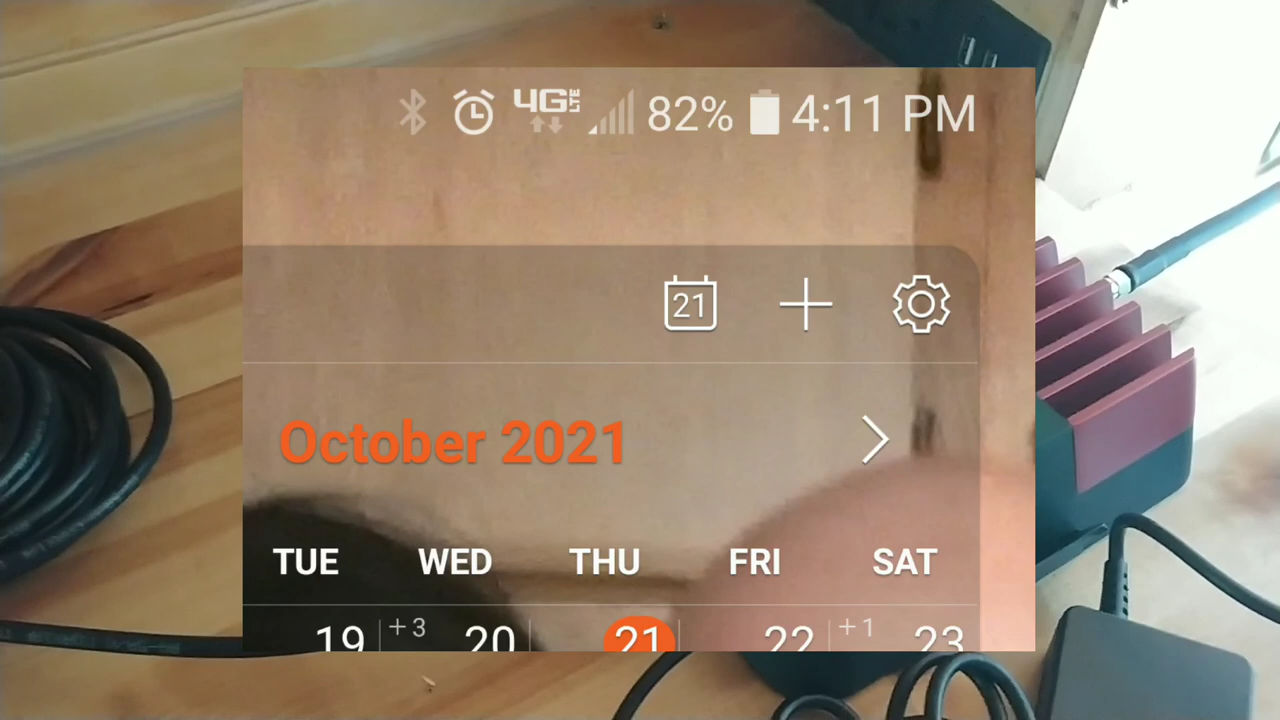 4G LTE 82% 4:11 PM
21
October 2021
TUE WED THU FRI SAT
19 +3 20 21 22 +1 23